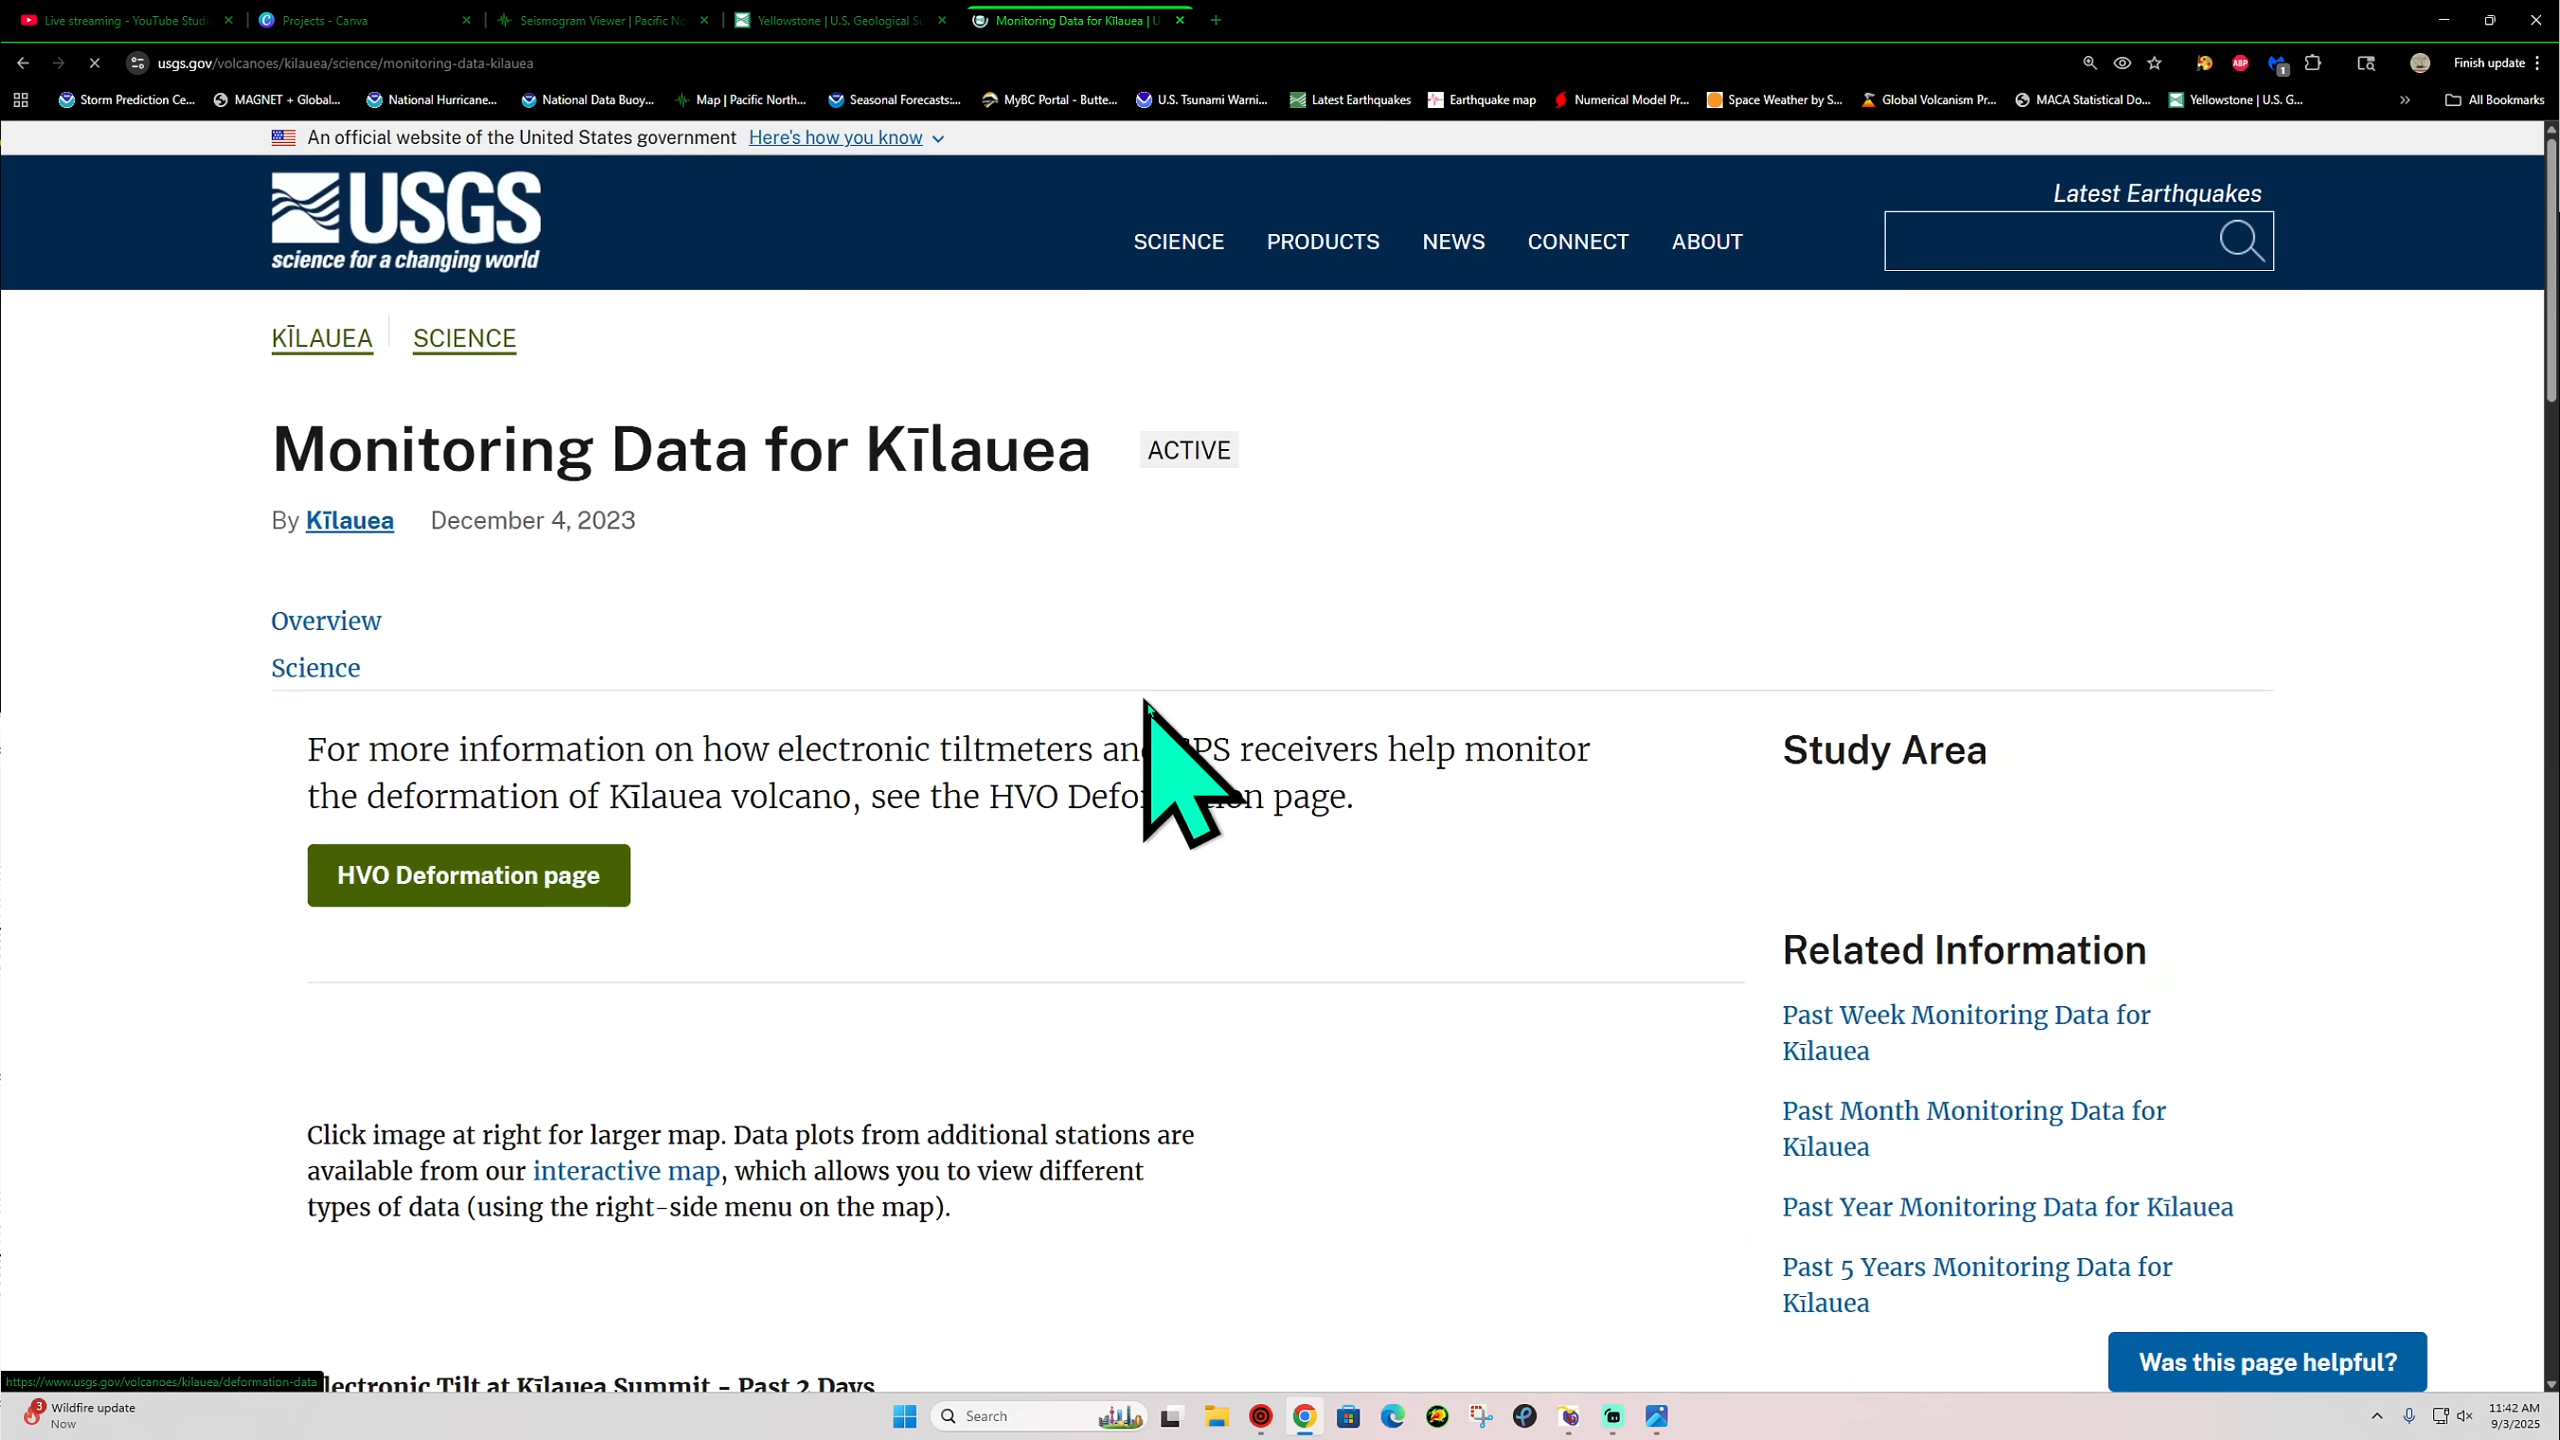 Live streaming - YouTube Studi
Projects - Canva
Seismogram Viewer | Pacific No
Yellowstone | U.S. Geological Su
Monitoring Data for Kīlauea | U
usgs.gov/volcanoes/kilauea/science/monitoring-data-kilauea
Finish update
Storm Prediction Ce...
MAGNET + Global...
National Hurricane...
National Data Buoy...
Map | Pacific North...
Seasonal Forecasts:...
MyBC Portal - Butte...
U.S. Tsunami Warni...
Latest Earthquakes
Earthquake map
Numerical Model Pr...
Space Weather by S...
Global Volcanism Pr...
MACA Statistical Do...
Yellowstone | U.S. G...
»
All Bookmarks
An official website of the United States government Here's how you know
USGS
science for a changing world
Latest Earthquakes
SCIENCE PRODUCTS NEWS CONNECT ABOUT
KĪLAUEA SCIENCE
Monitoring Data for Kīlauea ACTIVE
By Kīlauea December 4, 2023
Overview
Science
For more information on how electronic tiltmeters and GPS receivers help monitor
the deformation of Kīlauea volcano, see the HVO Deformation page.
HVO Deformation page
Click image at right for larger map. Data plots from additional stations are
available from our interactive map, which allows you to view different
types of data (using the right-side menu on the map).
lectronic Tilt at Kīlauea Summit - Past 2 Days
Study Area
Related Information
Past Week Monitoring Data for
Kīlauea
Past Month Monitoring Data for
Kīlauea
Past Year Monitoring Data for Kīlauea
Past 5 Years Monitoring Data for
Kīlauea
Was this page helpful?
https://www.usgs.gov/volcanoes/kilauea/deformation-data
3
Wildfire update
Now
Search
11:42 AM
9/3/2025
ABP
1